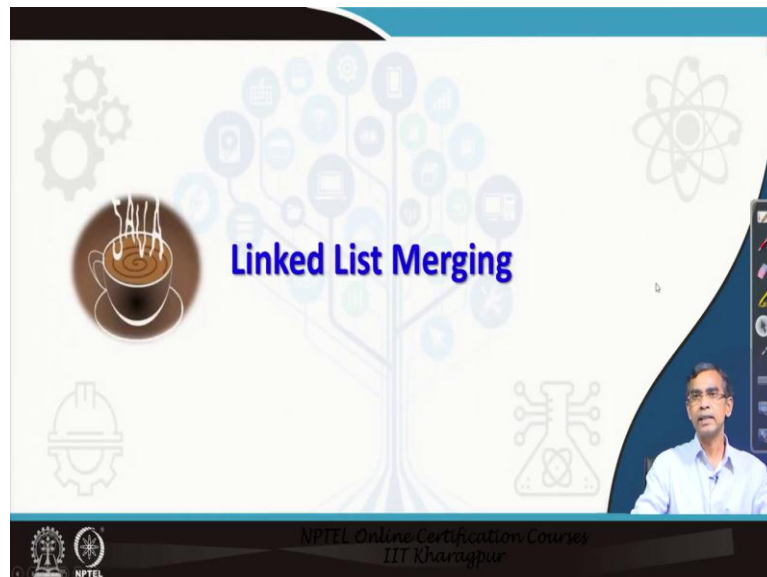 JAVA
Linked List Merging
NPTEL Online Certification Courses
IIT Kharagpur
NPTEL